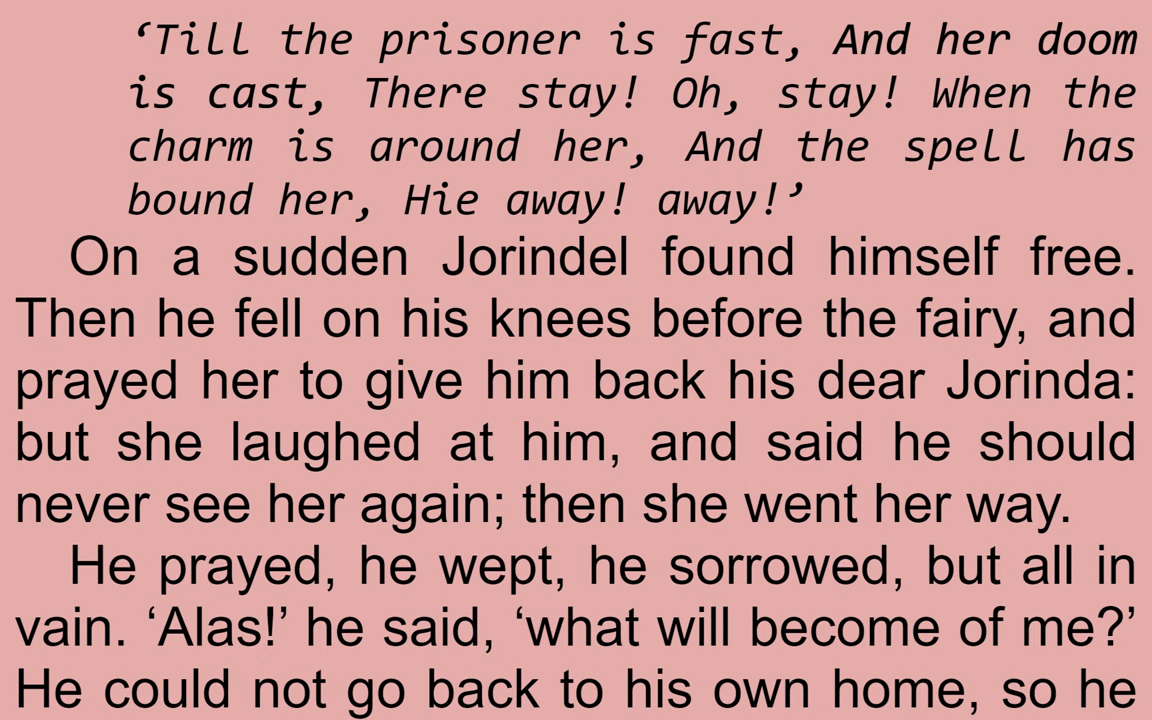 ‘Till the prisoner is fast, And her doom
is cast, There stay! Oh, stay! When the
charm is around her, And the spell has
bound her, Hie away! away!’
On a sudden Jorindel found himself free.
Then he fell on his knees before the fairy, and
prayed her to give him back his dear Jorinda:
but she laughed at him, and said he should
never see her again; then she went her way.
He prayed, he wept, he sorrowed, but all in
vain. ‘Alas!’ he said, ‘what will become of me?’
He could not go back to his own home, so he